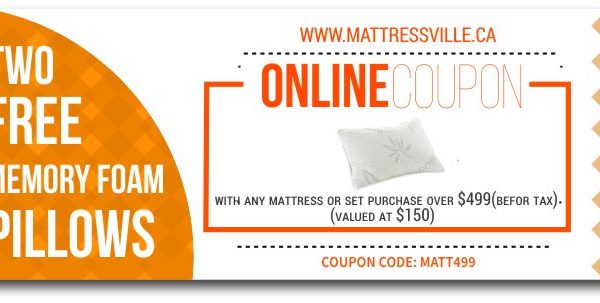 TWO
FREE
MEMORY FOAM
PILLOWS
WWW.MATTRESSVILLE.CA
ONLINECOUPON
WITH ANY MATTRESS OR SET PURCHASE OVER $499(BEFOR TAX).
(VALUED AT $150)
COUPON CODE: MATT499